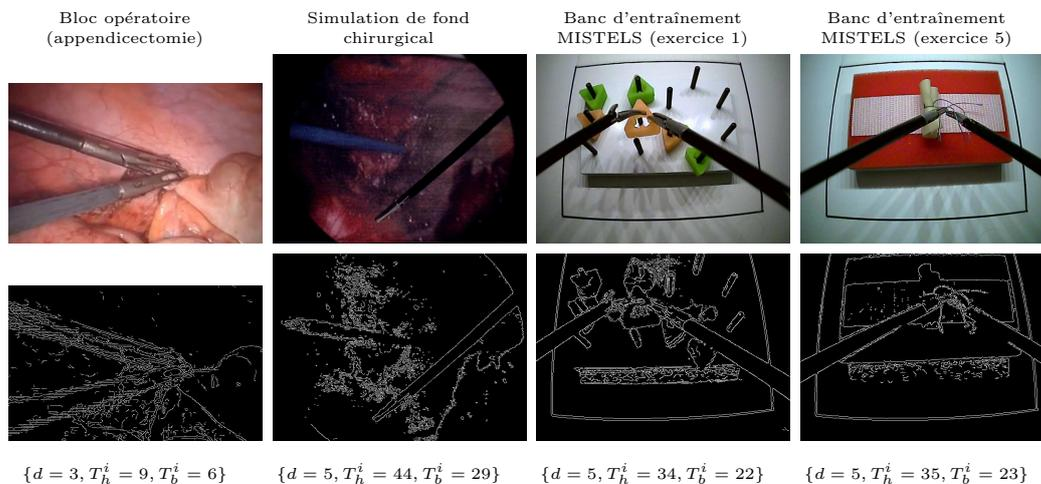 Bloc opératoire
(appendicectomie)
Simulation de fond
chirurgical
Banc d'entraînement
MISTELS (exercice 1)
Banc d'entraînement
MISTELS (exercice 5)
{d = 3, T_h^i = 9, T_b^i = 6}
{d = 5, T_h^i = 44, T_b^i = 29}
{d = 5, T_h^i = 34, T_b^i = 22}
{d = 5, T_h^i = 35, T_b^i = 23}